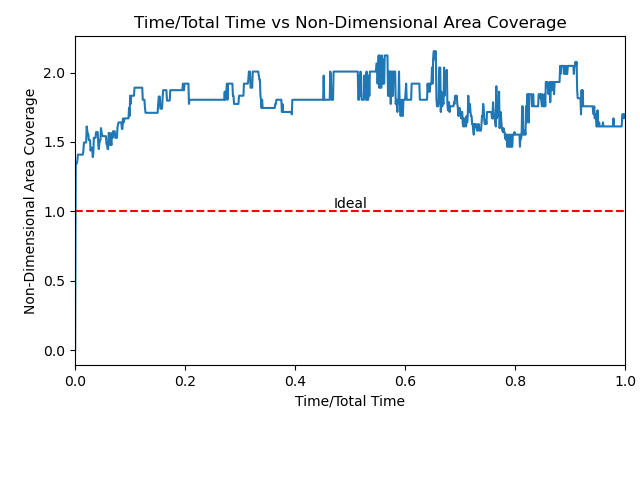 Time/Total Time vs Non-Dimensional Area Coverage
Non-Dimensional Area Coverage
2.0
1.5
1.0
0.5
0.0
Ideal
0.0 0.2 0.4 0.6 0.8 1.0
Time/Total Time